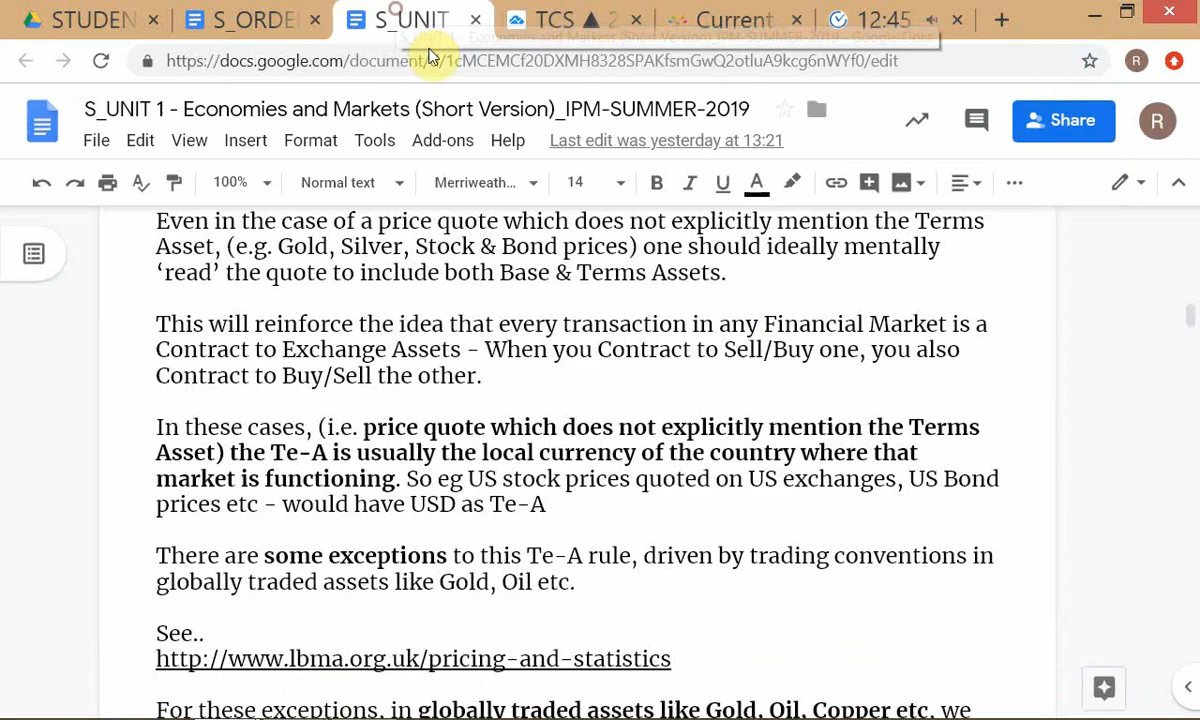 STUDEN
S_ORDE
S_UNIT
TCS ▲ 2
Current
12:45
https://docs.google.com/document/ /1cMCEMCf20DXMH8328SPAKfsmGwQ2otluA9kcg6nWYf0/edit
R
S_UNIT 1 - Economies and Markets (Short Version)_IPM-SUMMER-2019
File Edit View Insert Format Tools Add-ons Help Last edit was yesterday at 13:21
Share
R
100% Normal text Merriweath... 14 B I U A
Even in the case of a price quote which does not explicitly mention the Terms
Asset, (e.g. Gold, Silver, Stock & Bond prices) one should ideally mentally
‘read’ the quote to include both Base & Terms Assets.
This will reinforce the idea that every transaction in any Financial Market is a
Contract to Exchange Assets - When you Contract to Sell/Buy one, you also
Contract to Buy/Sell the other.
In these cases, (i.e. price quote which does not explicitly mention the Terms
Asset) the Te-A is usually the local currency of the country where that
market is functioning. So eg US stock prices quoted on US exchanges, US Bond
prices etc - would have USD as Te-A
There are some exceptions to this Te-A rule, driven by trading conventions in
globally traded assets like Gold, Oil etc.
See..
http://www.lbma.org.uk/pricing-and-statistics
For these exceptions, in globally traded assets like Gold, Oil, Copper etc, we